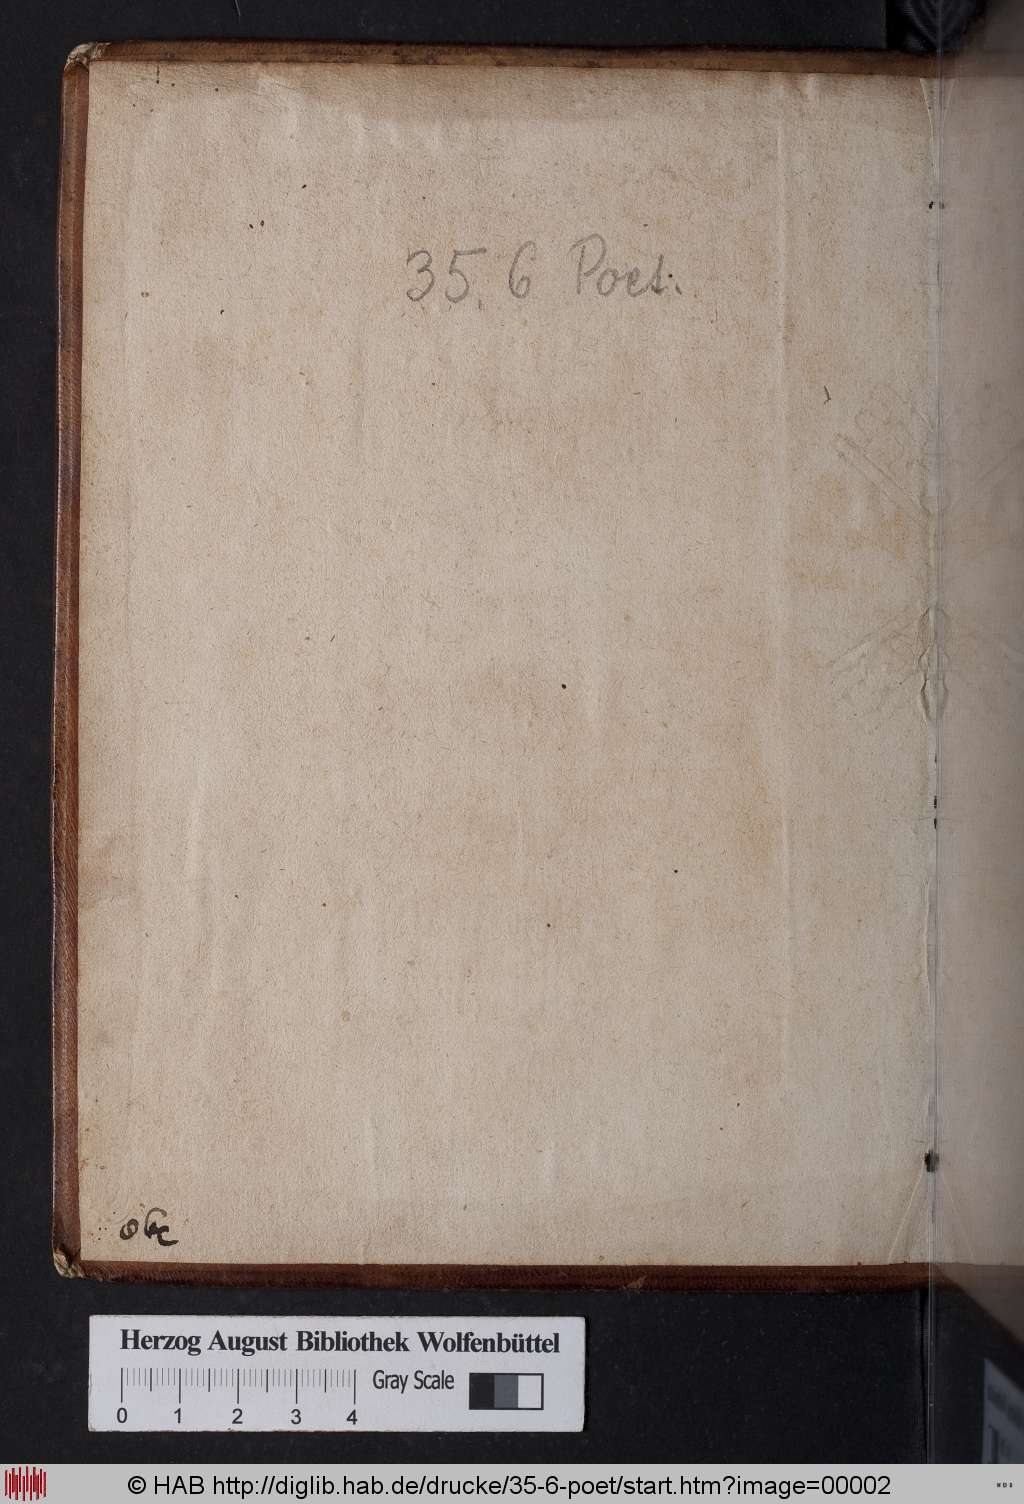 35. 6 Poet.
Herzog August Bibliothek Wolfenbüttel
Gray Scale
0 1 2 3 4
© HAB http://diglib.hab.de/drucke/35-6-poet/start.htm?image=00002